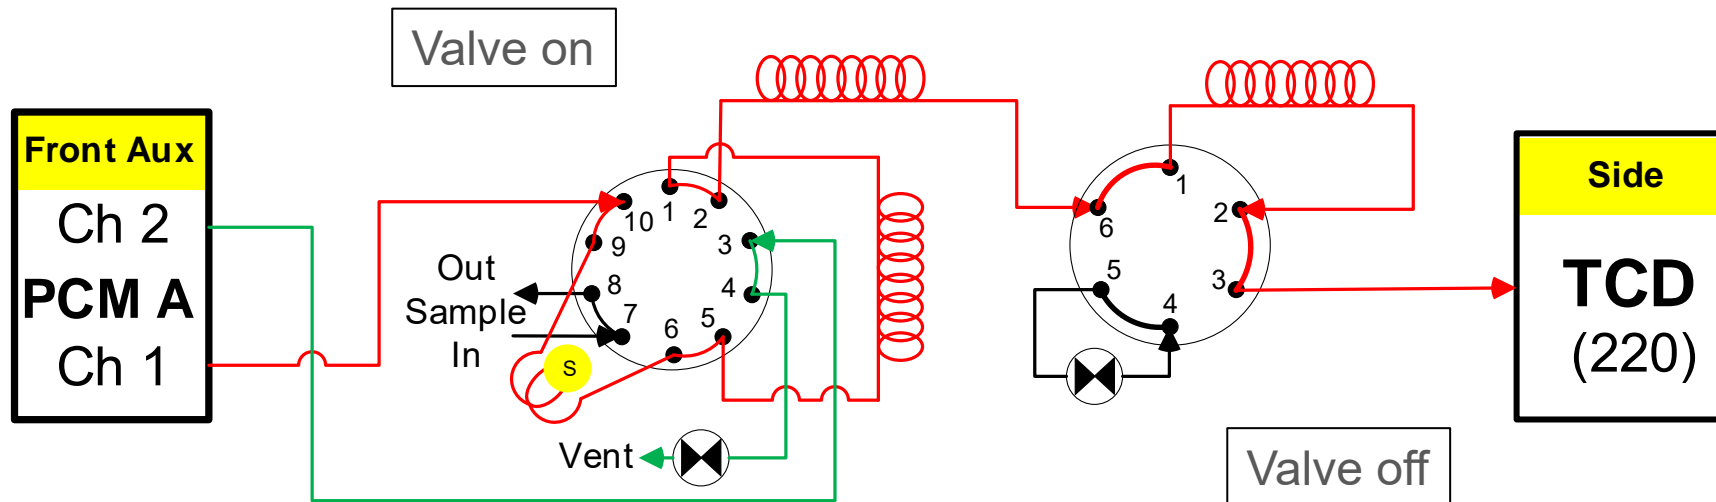 Valve on
Front Aux
Ch 2
PCM A
Ch 1
10
1
2
3
4
5
6
7
8
9
Out
Sample
In
S
Vent
1
2
3
4
5
6
Valve off
Side
TCD
(220)